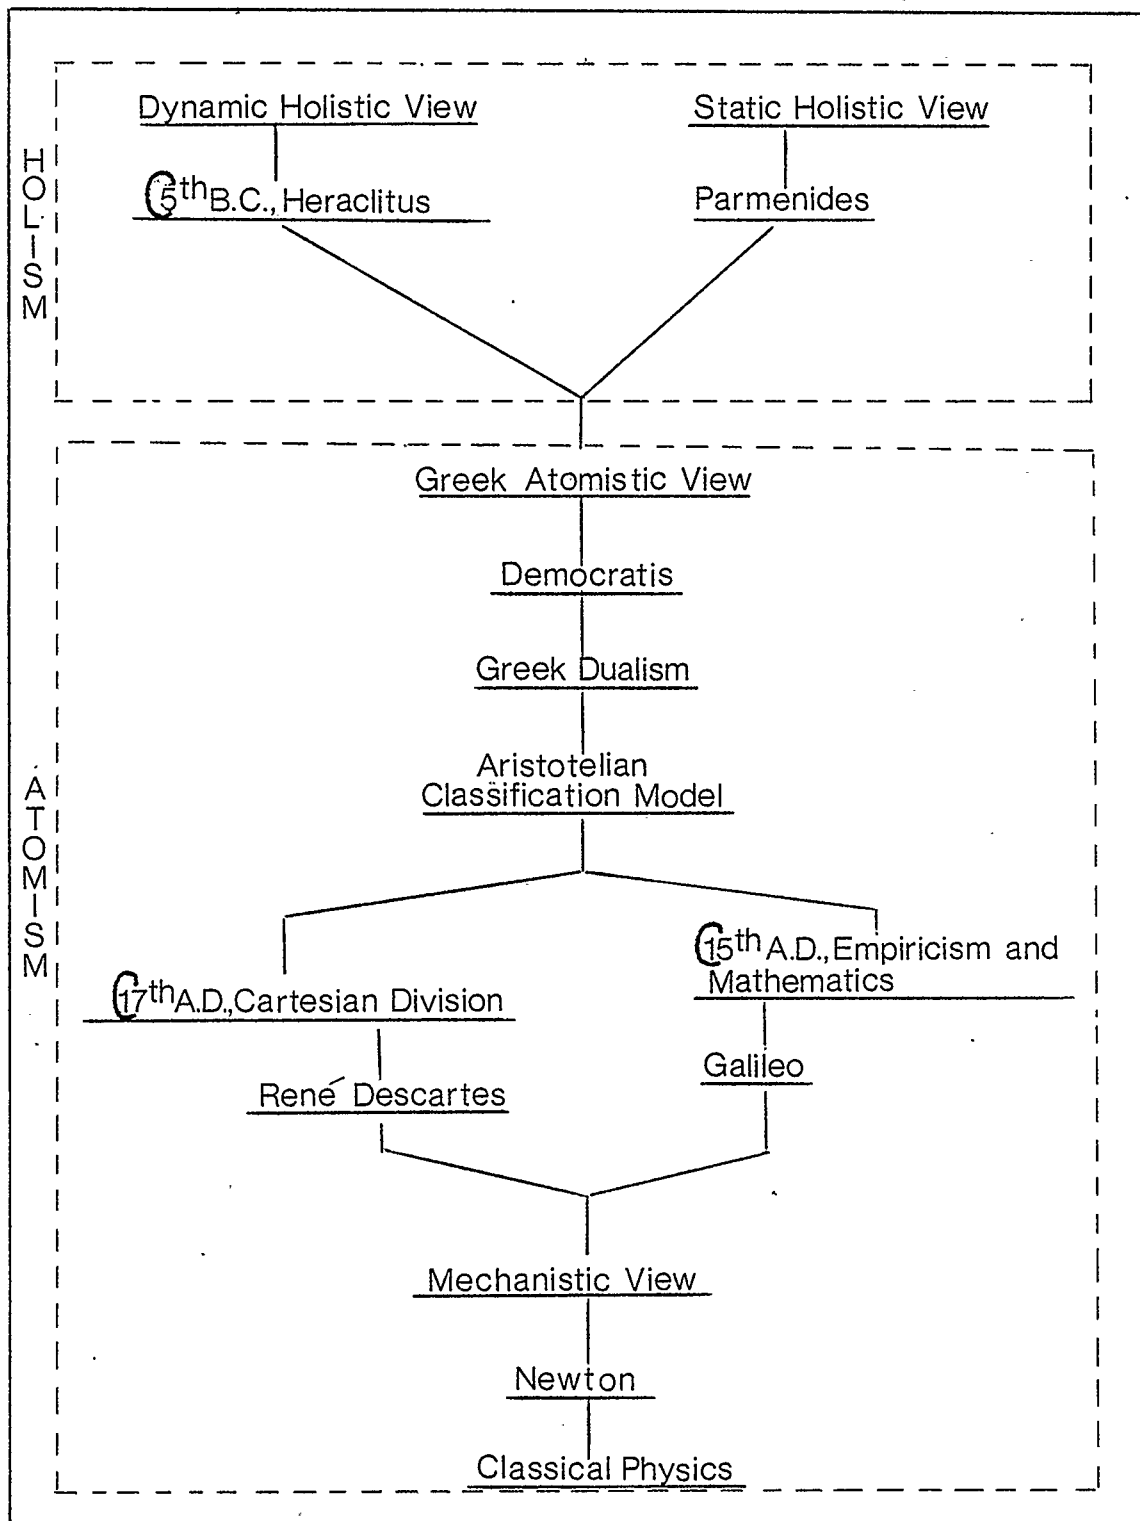 HOLISM
Dynamic Holistic View
Static Holistic View
C5th B.C., Heraclitus
Parmenides
ATOMISM
Greek Atomistic View
Democratis
Greek Dualism
Aristotelian
Classification Model
C17th A.D., Cartesian Division
C15th A.D., Empiricism and
Mathematics
René Descartes
Galileo
Mechanistic View
Newton
Classical Physics